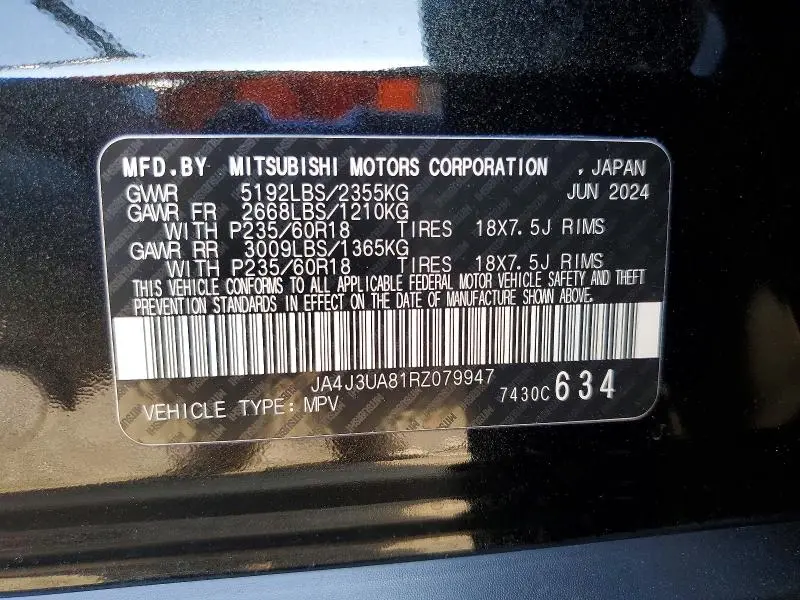 MFD.BY MITSUBISHI MOTORS CORPORATION , JAPAN
GVWR 5192LBS/2355KG JUN 2024
GAWR FR 2668LBS/1210KG
WITH P235/60R18 TIRES 18X7.5J RIMS
GAWR RR 3009LBS/1365KG
WITH P235/60R18 TIRES 18X7.5J RIMS
THIS VEHICLE CONFORMS TO ALL APPLICABLE FEDERAL MOTOR VEHICLE SAFETY AND THEFT
PREVENTION STANDARDS IN EFFECT ON THE DATE OF MANUFACTURE SHOWN ABOVE.
JA4J3UA81RZ079947
VEHICLE TYPE: MPV 7430C 634